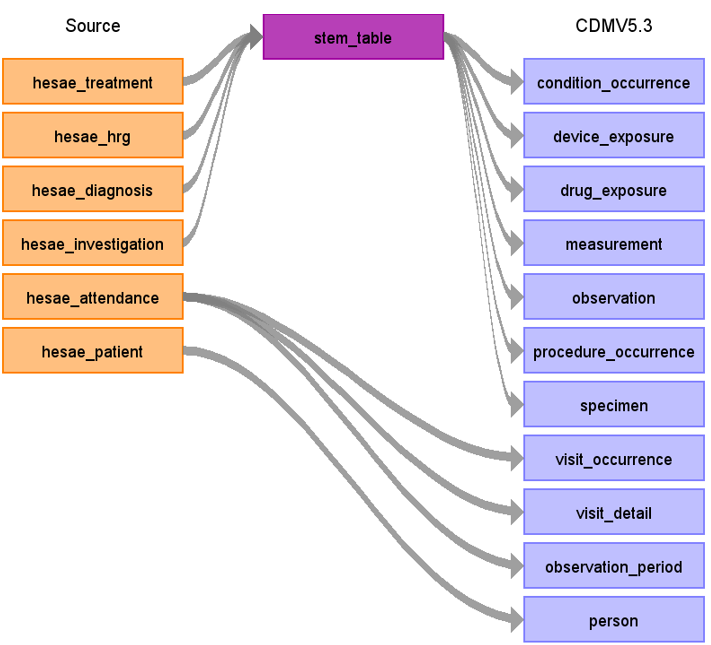 Source
stem_table
CDMV5.3
hesae_treatment
condition_occurrence
hesae_hrg
device_exposure
hesae_diagnosis
drug_exposure
hesae_investigation
measurement
hesae_attendance
observation
hesae_patient
procedure_occurrence
specimen
visit_occurrence
visit_detail
observation_period
person